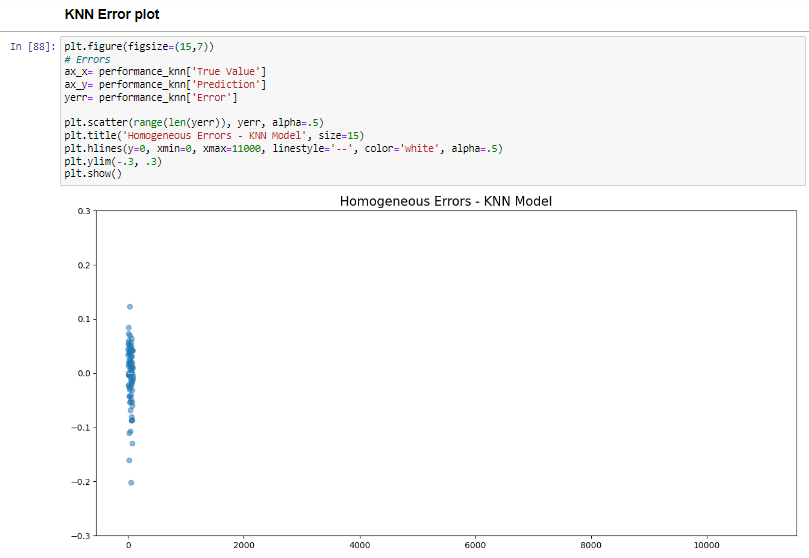 KNN Error plot
In [88]: plt.figure(figsize=(15,7))
# Errors
ax_x= performance_knn['True Value']
ax_y= performance_knn['Prediction']
yerr= performance_knn['Error']
plt.scatter(range(len(yerr)), yerr, alpha=.5)
plt.title('Homogeneous Errors - KNN Model', size=15)
plt.hlines(y=0, xmin=0, xmax=11000, linestyle='--', color='white', alpha=.5)
plt.ylim(-.3, .3)
plt.show()
Homogeneous Errors - KNN Model
0.3
0.2
0.1
0.0
−0.1
−0.2
−0.3
0 2000 4000 6000 8000 10000